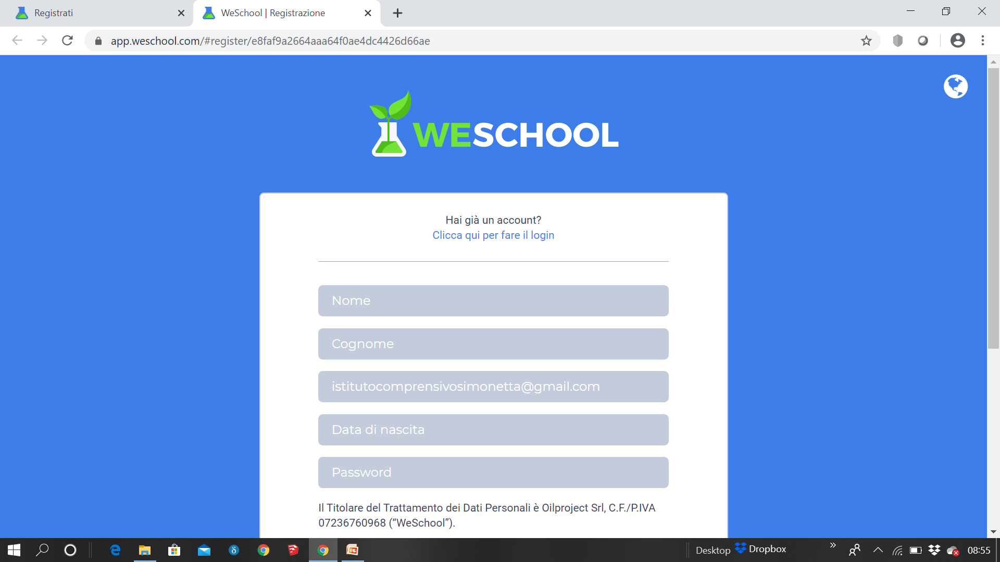 Registrati
WeSchool | Registrazione
app.weschool.com/#register/e8faf9a2664aaa64f0ae4dc4426d66ae
WESCHOOL
Hai già un account?
Clicca qui per fare il login
Nome
Cognome
istitutocomprensivosimonetta@gmail.com
Data di nascita
Password
Il Titolare del Trattamento dei Dati Personali è Oilproject Srl, C.F./P.IVA
07236760968 (“WeSchool”).
Desktop
Dropbox
08:55